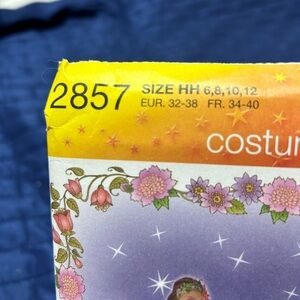 2857 SIZE HH 6,8,10,12
EUR. 32-38 FR. 34-40
costu